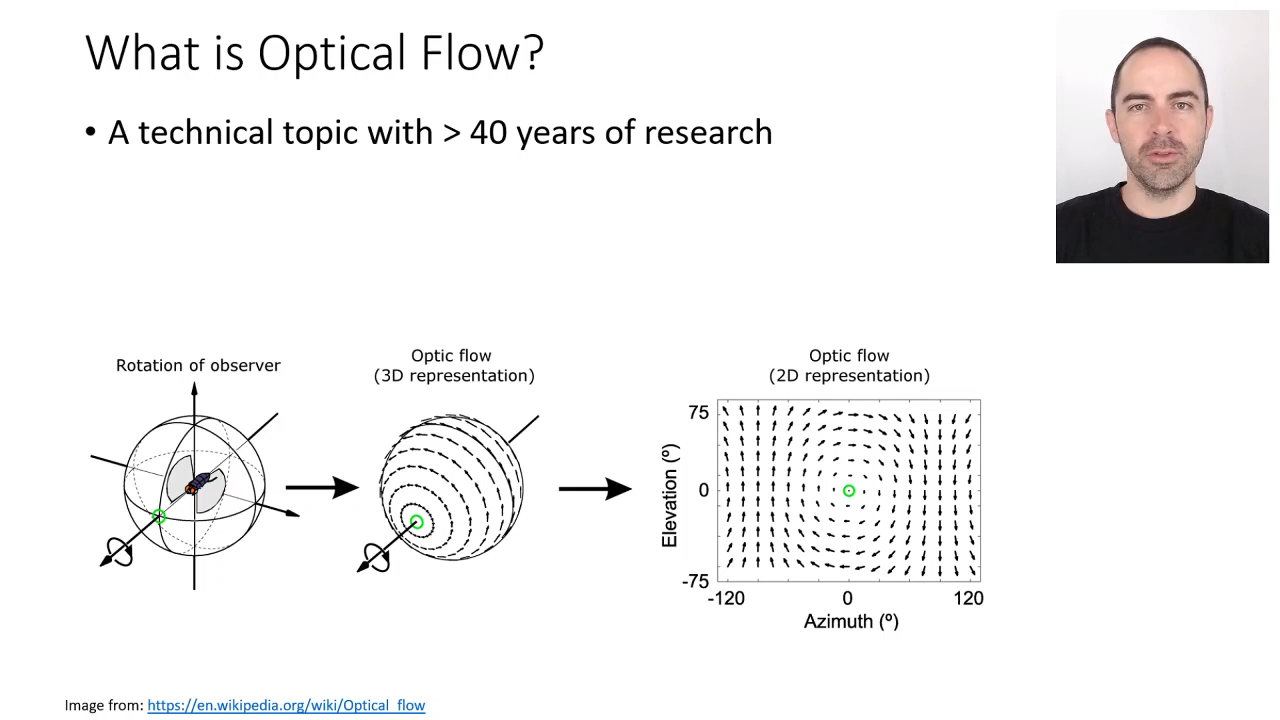 What is Optical Flow?
• A technical topic with > 40 years of research
Rotation of observer
Optic flow
(3D representation)
Optic flow
(2D representation)
75
0
-75
Elevation (º)
-120
0
120
Azimuth (º)
Image from: https://en.wikipedia.org/wiki/Optical_flow